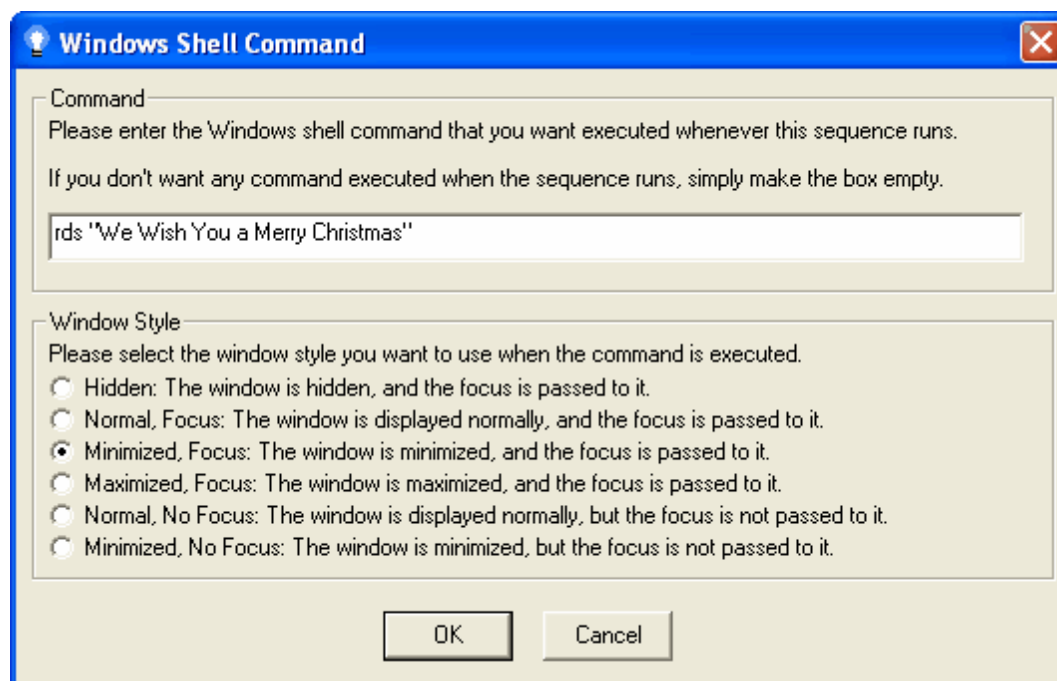 Windows Shell Command
Command
Please enter the Windows shell command that you want executed whenever this sequence runs.
If you don't want any command executed when the sequence runs, simply make the box empty.
rds "We Wish You a Merry Christmas"
Window Style
Please select the window style you want to use when the command is executed.
Hidden: The window is hidden, and the focus is passed to it.
Normal, Focus: The window is displayed normally, and the focus is passed to it.
Minimized, Focus: The window is minimized, and the focus is passed to it.
Maximized, Focus: The window is maximized, and the focus is passed to it.
Normal, No Focus: The window is displayed normally, but the focus is not passed to it.
Minimized, No Focus: The window is minimized, but the focus is not passed to it.
OK Cancel